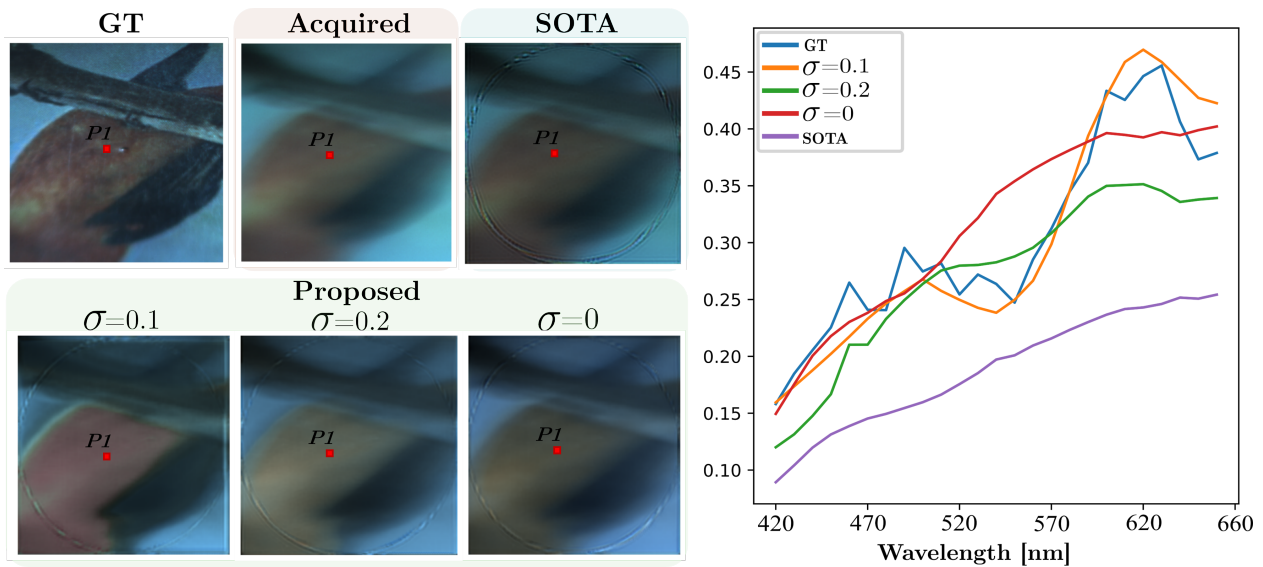 GT
Acquired
SOTA
P1
P1
P1
Proposed
σ=0.1
σ=0.2
σ=0
P1
P1
P1
GT
σ=0.1
σ=0.2
σ=0
SOTA
0.45
0.40
0.35
0.30
0.25
0.20
0.15
0.10
420 470 520 570 620 660
Wavelength [nm]